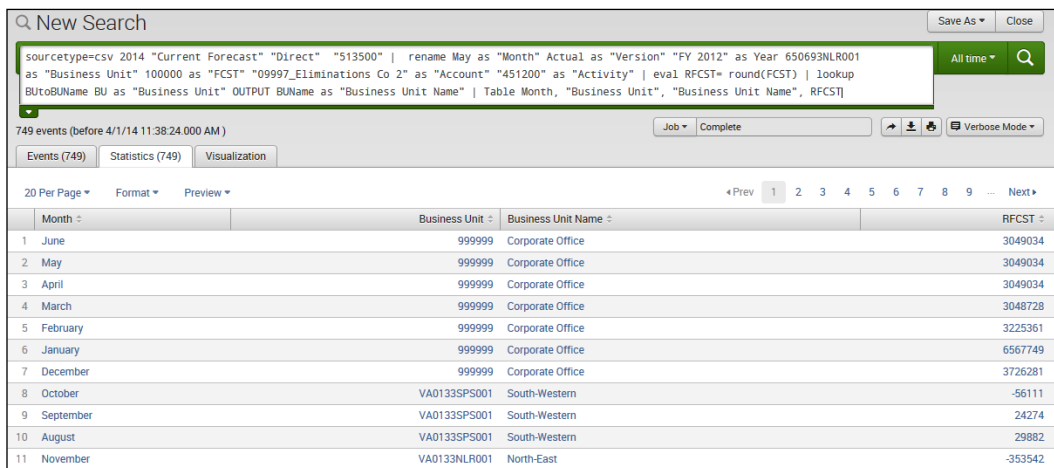 New Search
Save As Close
sourcetype=csv 2014 "Current Forecast" "Direct" "513500" | rename May as "Month" Actual as "Version" "FY 2012" as Year 650693NLR001
as "Business Unit" 100000 as "FCST" "09997_Eliminations Co 2" as "Account" "451200" as "Activity" | eval RFCST= round(FCST) | lookup
BUtoBUName BU as "Business Unit" OUTPUT BUName as "Business Unit Name" | Table Month, "Business Unit", "Business Unit Name", RFCST
All time
749 events (before 4/1/14 11:38:24.000 AM )
Job Complete Verbose Mode
Events (749) Statistics (749) Visualization
20 Per Page Format Preview
Prev 1 2 3 4 5 6 7 8 9 ... Next
Month Business Unit Business Unit Name RFCST
1 June 999999 Corporate Office 3049034
2 May 999999 Corporate Office 3049034
3 April 999999 Corporate Office 3049034
4 March 999999 Corporate Office 3048728
5 February 999999 Corporate Office 3225361
6 January 999999 Corporate Office 6567749
7 December 999999 Corporate Office 3726281
8 October VA0133SPS001 South-Western -56111
9 September VA0133SPS001 South-Western 24274
10 August VA0133SPS001 South-Western 29882
11 November VA0133NLR001 North-East -353542